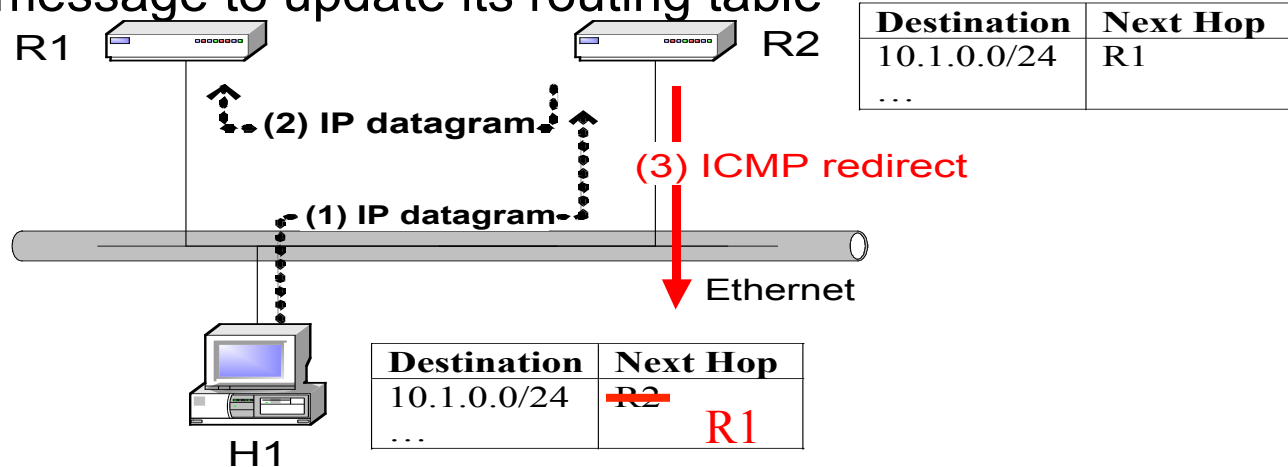 message to update its routing table
R1
R2
Destination Next Hop
10.1.0.0/24 R1
...
(2) IP datagram
(3) ICMP redirect
(1) IP datagram
Ethernet
Destination Next Hop
10.1.0.0/24 R2
... R1
H1